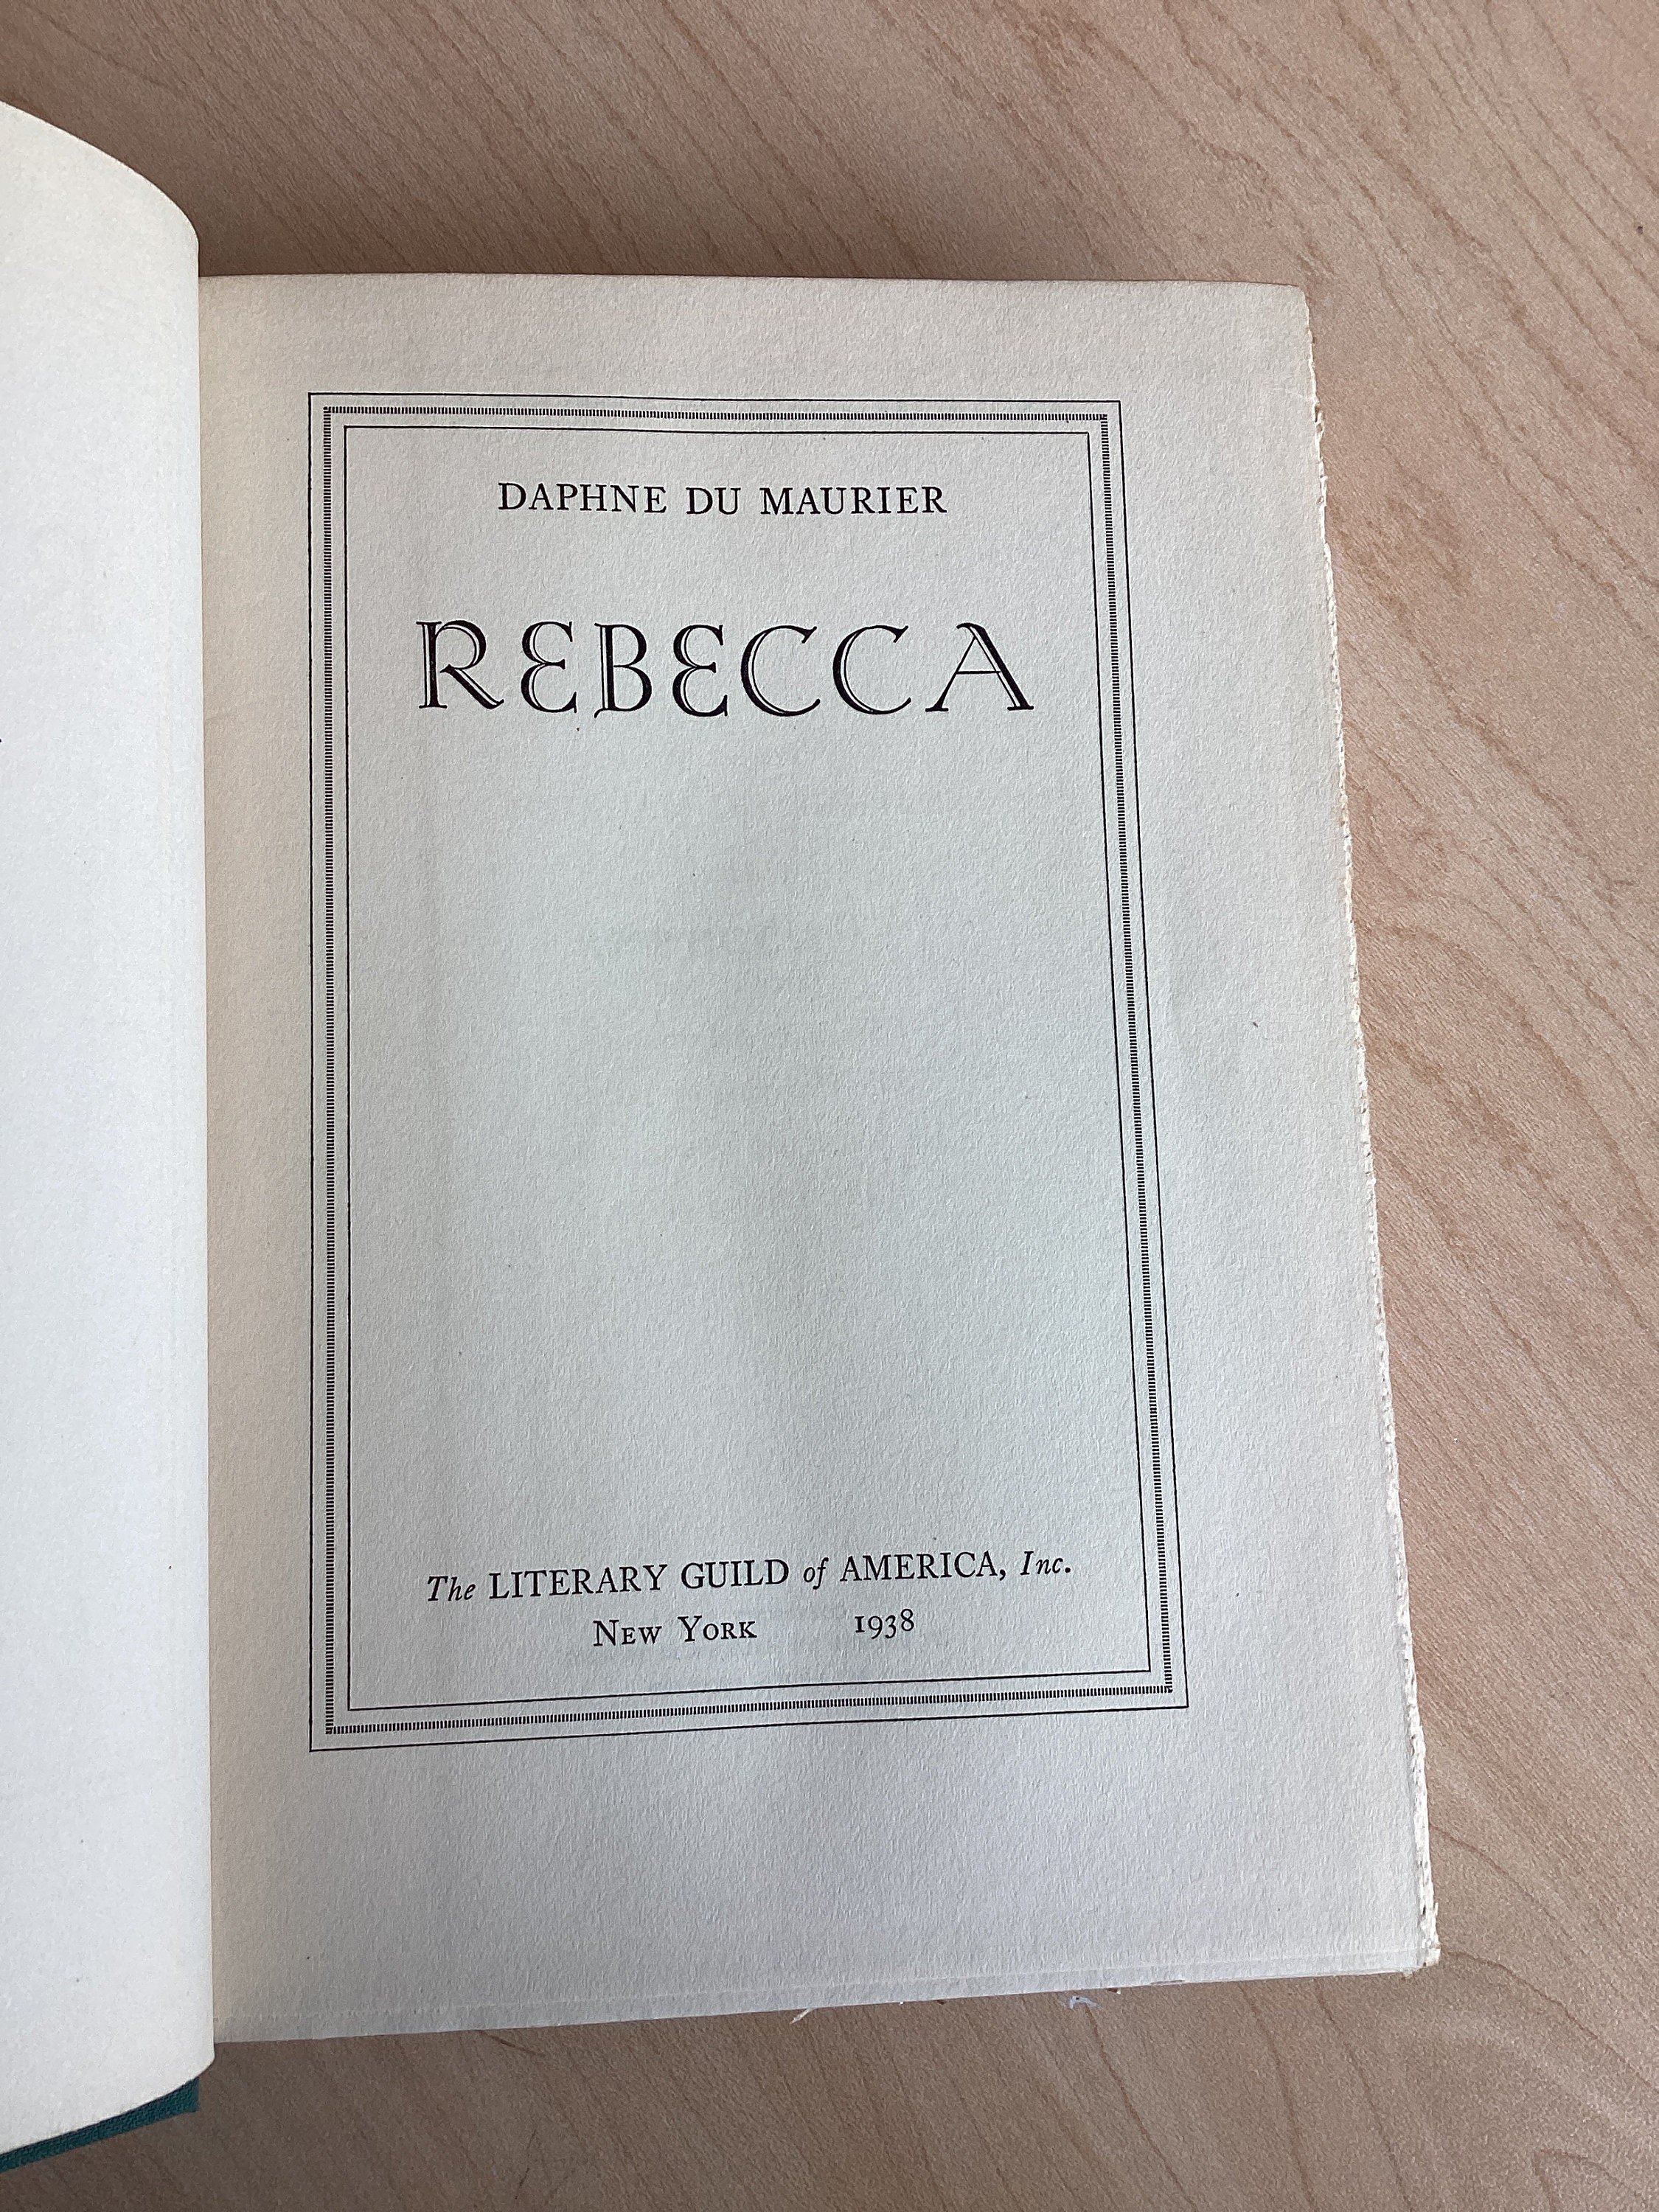 DAPHNE DU MAURIER
REBECCA
The LITERARY GUILD of AMERICA, Inc.
NEW YORK 1938